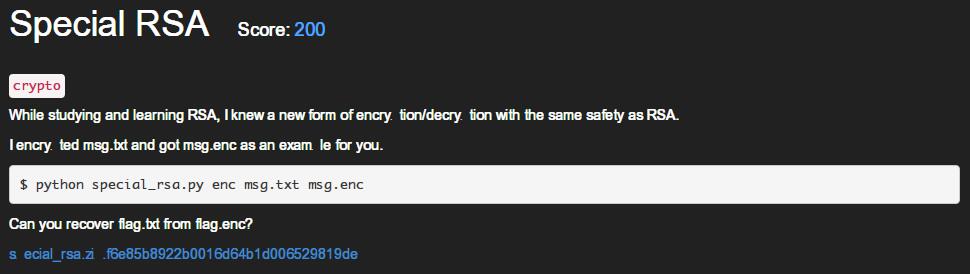 Special RSA Score: 200
crypto
While studying and learning RSA, I knew a new form of encry tion/decry tion with the same safety as RSA.
I encry ted msg.txt and got msg.enc as an exam le for you.
$ python special_rsa.py enc msg.txt msg.enc
Can you recover flag.txt from flag.enc?
s ecial_rsa.zi .f6e85b8922b0016d64b1d006529819de